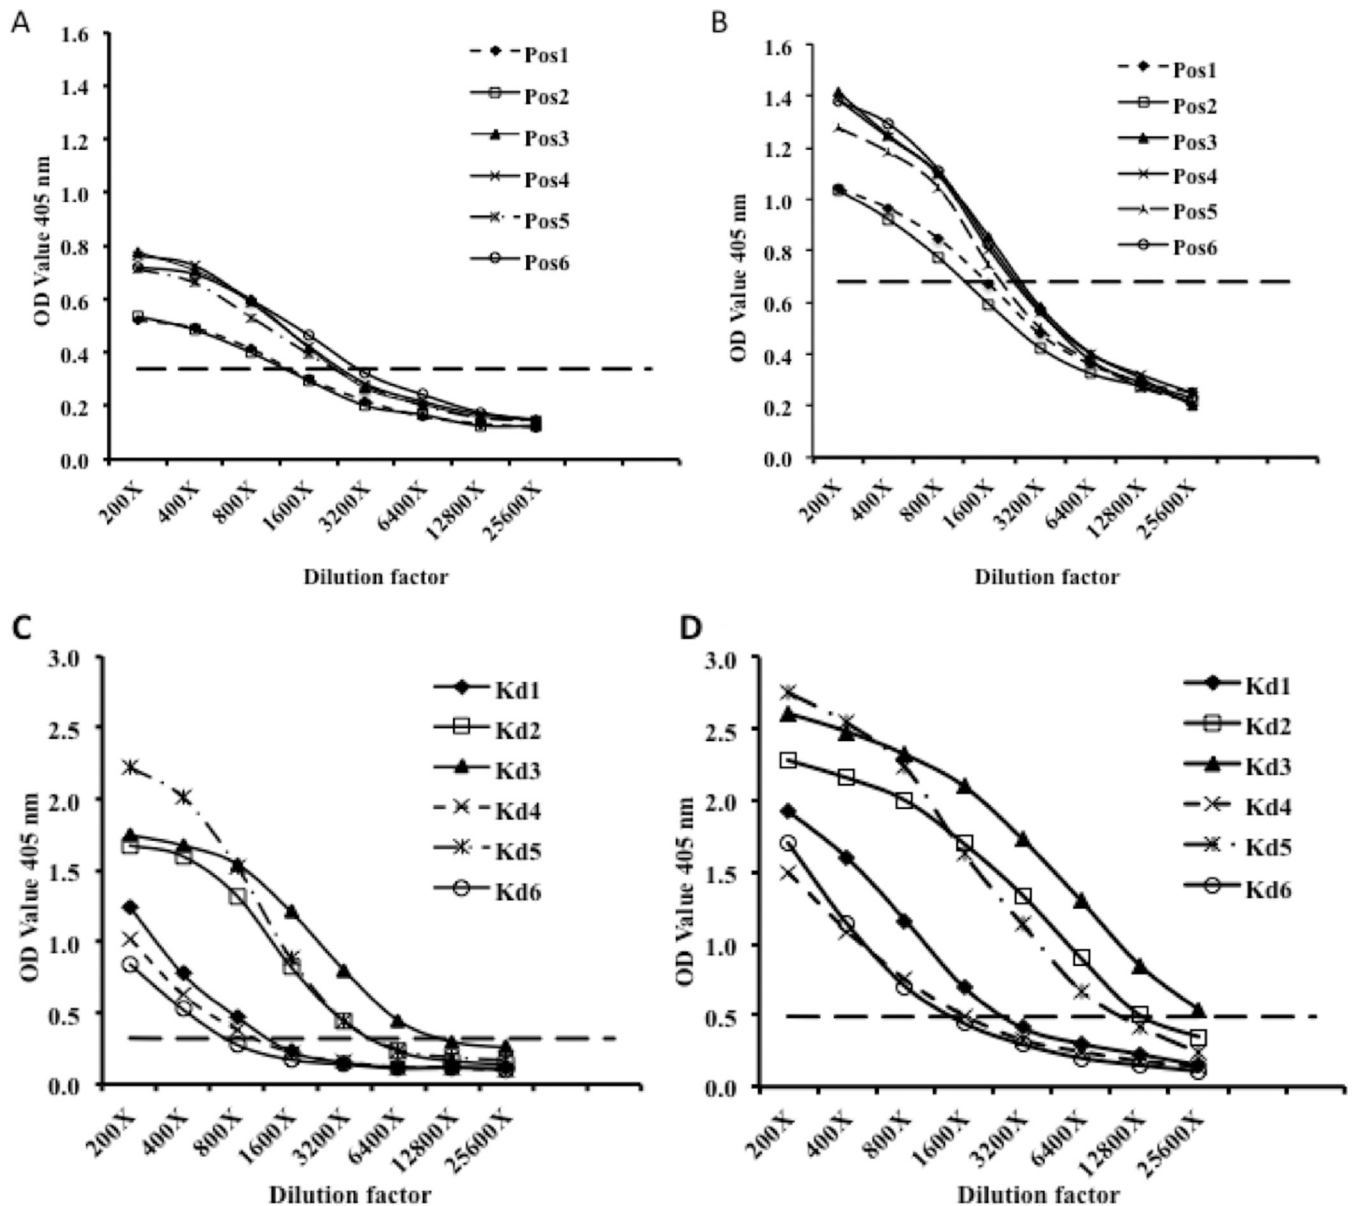 A
OD Value 405 nm
1.6
1.4
1.2
1.0
0.8
0.6
0.4
0.2
0.0
Pos1
Pos2
Pos3
Pos4
Pos5
Pos6
200X
400X
800X
1600X
3200X
6400X
12800X
25600X
Dilution factor
B
OD Value 405 nm
1.6
1.4
1.2
1.0
0.8
0.6
0.4
0.2
0.0
Pos1
Pos2
Pos3
Pos4
Pos5
Pos6
200X
400X
800X
1600X
3200X
6400X
12800X
25600X
Dilution factor
C
OD Value 405 nm
3.0
2.5
2.0
1.5
1.0
0.5
0.0
Kd1
Kd2
Kd3
Kd4
Kd5
Kd6
200X
400X
800X
1600X
3200X
6400X
12800X
25600X
Dilution factor
D
OD Value 405 nm
3.0
2.5
2.0
1.5
1.0
0.5
0.0
Kd1
Kd2
Kd3
Kd4
Kd5
Kd6
200X
400X
800X
1600X
3200X
6400X
12800X
25600X
Dilution factor